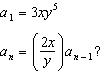 a₁ = 3xy⁵
aₙ = (2x/y) aₙ₋₁?